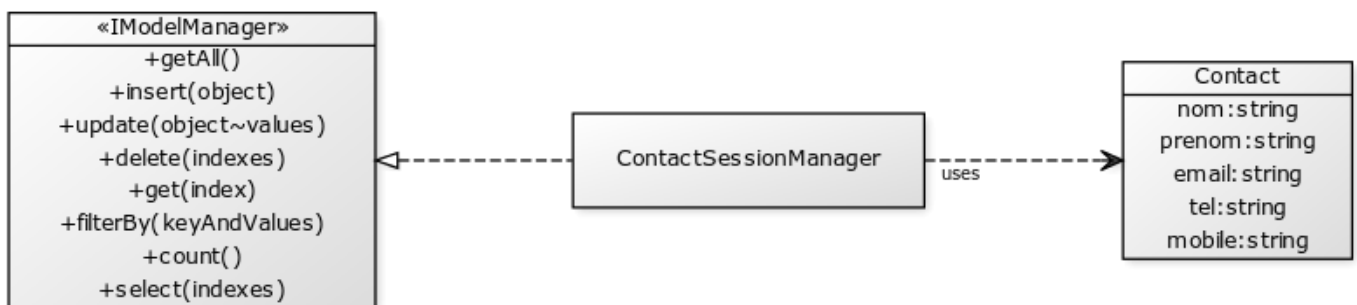 «IModelManager»
+getAll()
+insert(object)
+update(object~values)
+delete(indexes)
+get(index)
+filterBy(keyAndValues)
+count()
+select(indexes)
ContactSessionManager
uses
Contact
nom:string
prenom:string
email:string
tel:string
mobile:string